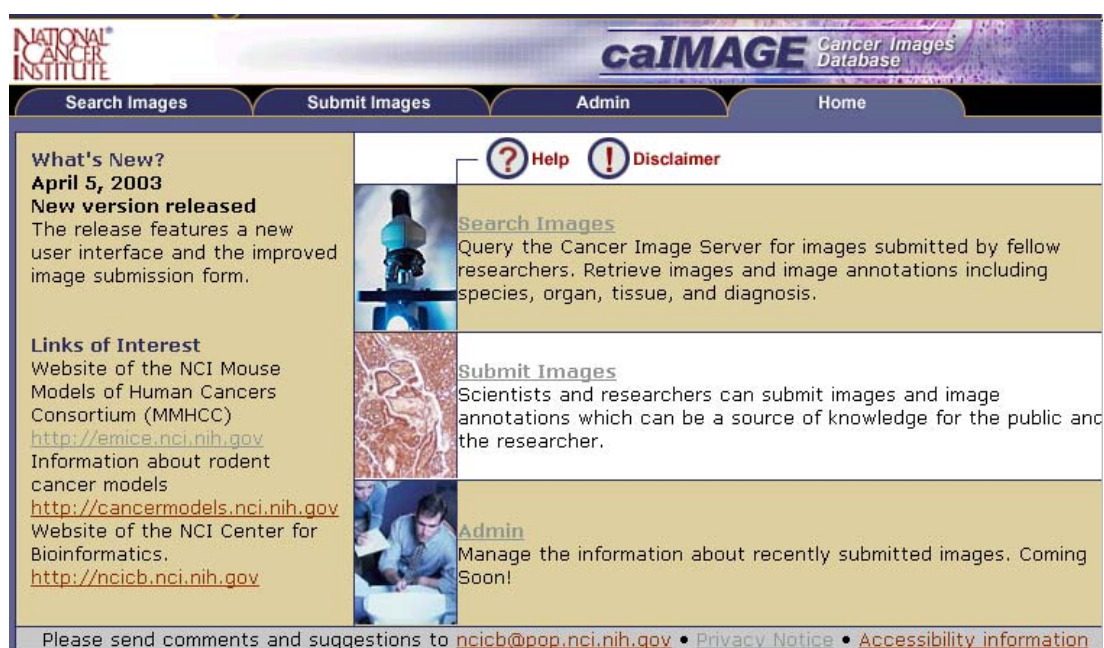 NATIONAL®
CANCER
INSTITUTE
caIMAGE Cancer Images
Database
Search Images Submit Images Admin Home
What's New?
April 5, 2003
New version released
The release features a new
user interface and the improved
image submission form.
Links of Interest
Website of the NCI Mouse
Models of Human Cancers
Consortium (MMHCC)
http://emice.nci.nih.gov
Information about rodent
cancer models
http://cancermodels.nci.nih.gov
Website of the NCI Center for
Bioinformatics.
http://ncicb.nci.nih.gov
? Help ! Disclaimer
Search Images
Query the Cancer Image Server for images submitted by fellow
researchers. Retrieve images and image annotations including
species, organ, tissue, and diagnosis.
Submit Images
Scientists and researchers can submit images and image
annotations which can be a source of knowledge for the public and
the researcher.
Admin
Manage the information about recently submitted images. Coming
Soon!
Please send comments and suggestions to ncicb@pop.nci.nih.gov • Privacy Notice • Accessibility information